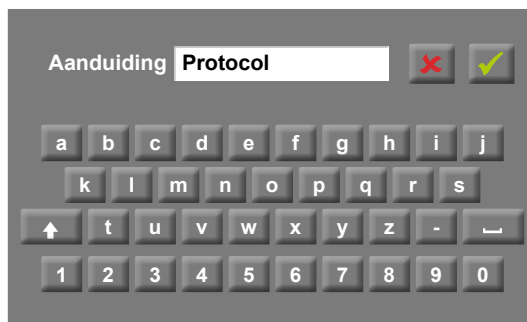 Aanduiding Protocol
a b c d e f g h i j
k l m n o p q r s
t u v w x y z -
1 2 3 4 5 6 7 8 9 0